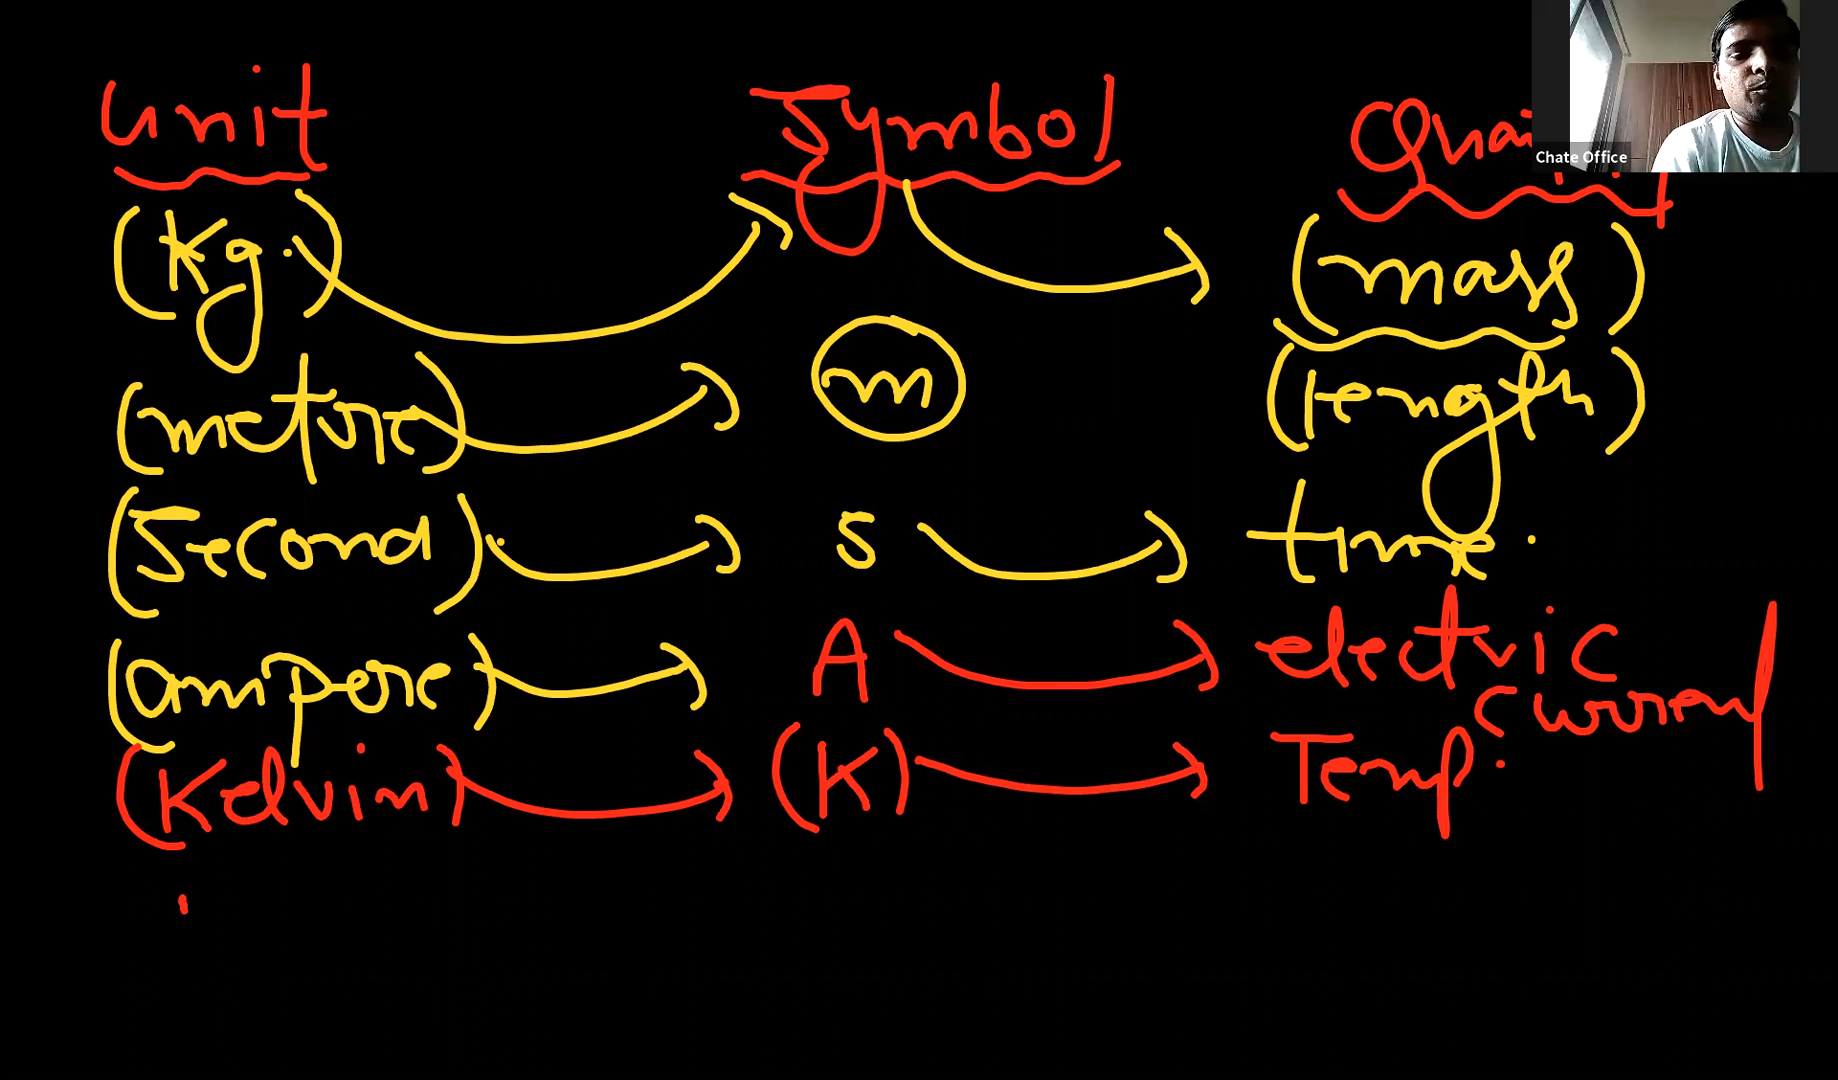 Unit Symbol
Chate Office
(Kg.) (mass)
(metre) m (length)
(Second) s time.
(ampere) A electric
current
(Kelvin) (K) Temp.